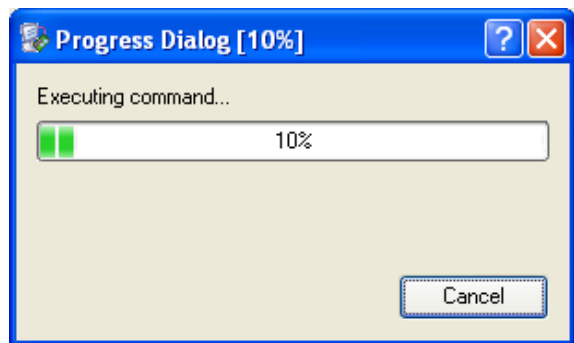 Progress Dialog [10%]
?
Executing command...
10%
Cancel